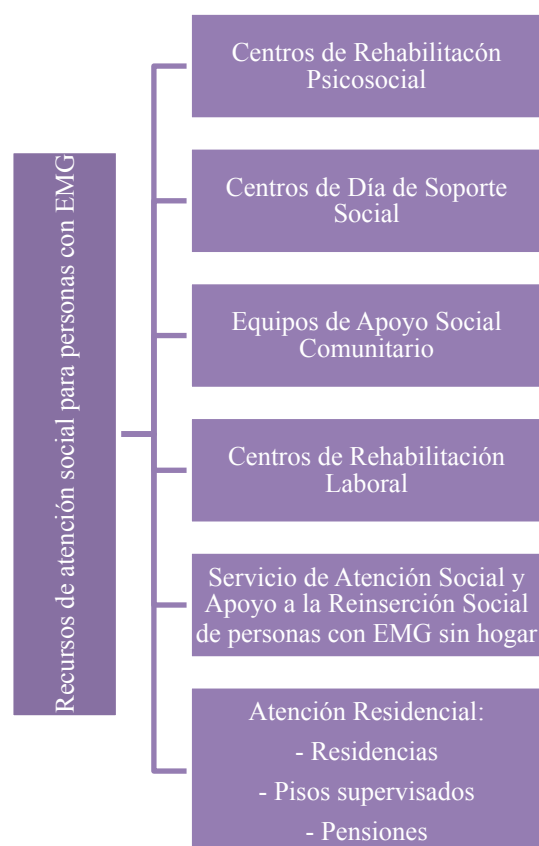 Recursos de atención social para personas con EMG
Centros de Rehabilitacón
Psicosocial
Centros de Día de Soporte
Social
Equipos de Apoyo Social
Comunitario
Centros de Rehabilitación
Laboral
Servicio de Atención Social y
Apoyo a la Reinserción Social
de personas con EMG sin hogar
Atención Residencial:
- Residencias
- Pisos supervisados
- Pensiones